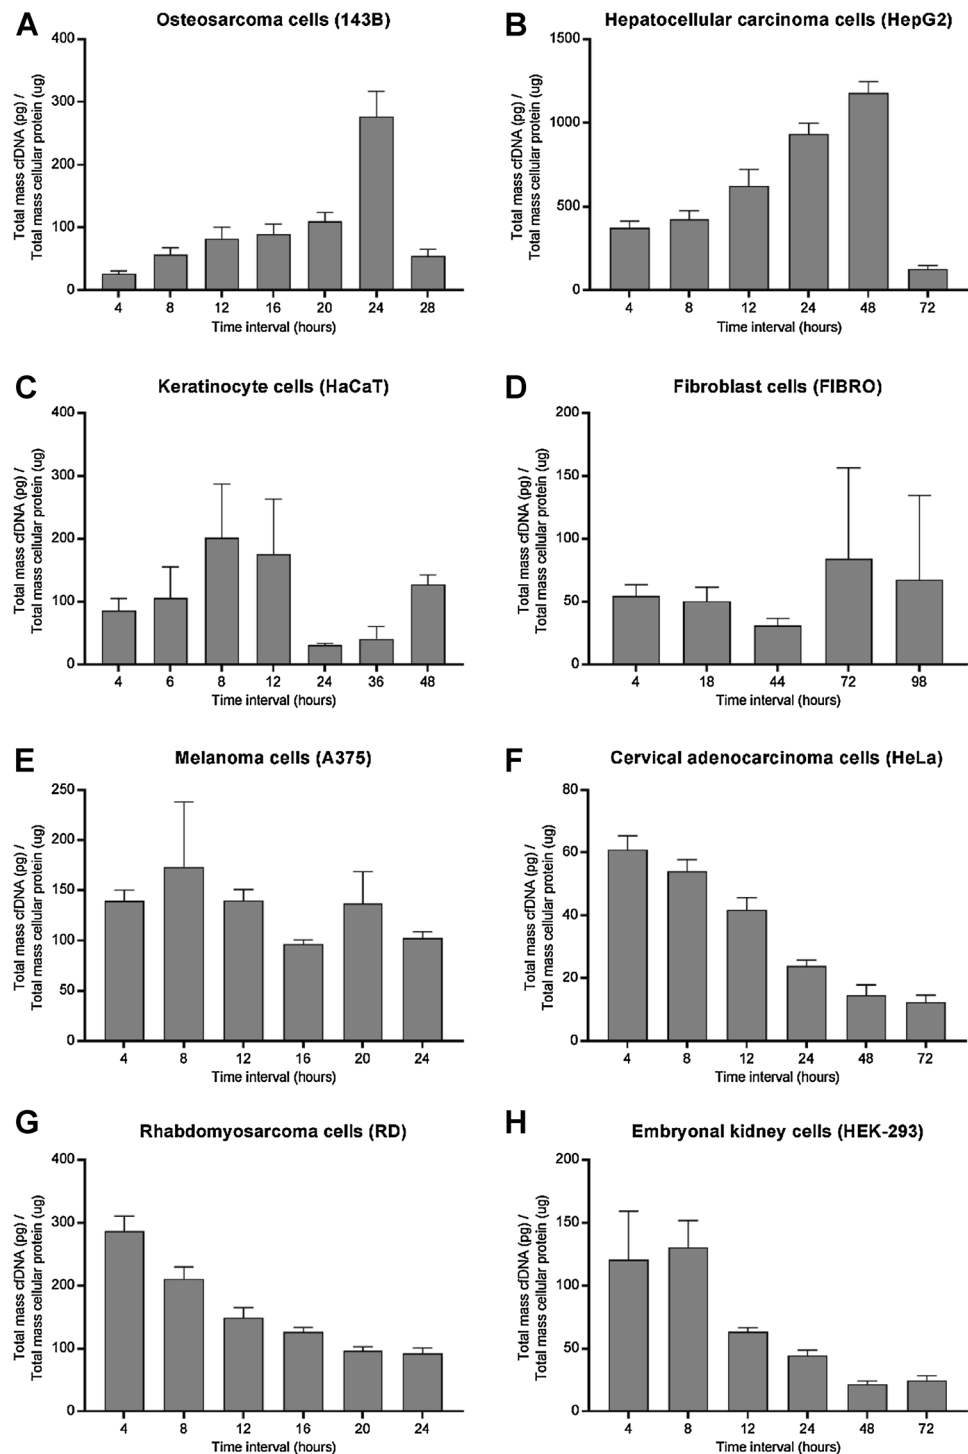 A
Osteosarcoma cells (143B)
Total mass cfDNA (pg) /
Total mass cellular protein (ug)
400
300
200
100
0
4 8 12 16 20 24 28
Time interval (hours)
B
Hepatocellular carcinoma cells (HepG2)
Total mass cfDNA (pg) /
Total mass cellular protein (ug)
1500
1000
500
0
4 8 12 24 48 72
Time interval (hours)
C
Keratinocyte cells (HaCaT)
Total mass cfDNA (pg) /
Total mass cellular protein (ug)
400
300
200
100
0
4 6 8 12 24 36 48
Time interval (hours)
D
Fibroblast cells (FIBRO)
Total mass cfDNA (pg) /
Total mass cellular protein (ug)
200
150
100
50
0
4 18 44 72 98
Time interval (hours)
E
Melanoma cells (A375)
Total mass cfDNA (pg) /
Total mass cellular protein (ug)
250
200
150
100
50
0
4 8 12 16 20 24
Time interval (hours)
F
Cervical adenocarcinoma cells (HeLa)
Total mass cfDNA (pg) /
Total mass cellular protein (ug)
80
60
40
20
0
4 8 12 24 48 72
Time interval (hours)
G
Rhabdomyosarcoma cells (RD)
Total mass cfDNA (pg) /
Total mass cellular protein (ug)
400
300
200
100
0
4 8 12 16 20 24
Time interval (hours)
H
Embryonal kidney cells (HEK-293)
Total mass cfDNA (pg) /
Total mass cellular protein (ug)
200
150
100
50
0
4 8 12 24 48 72
Time interval (hours)